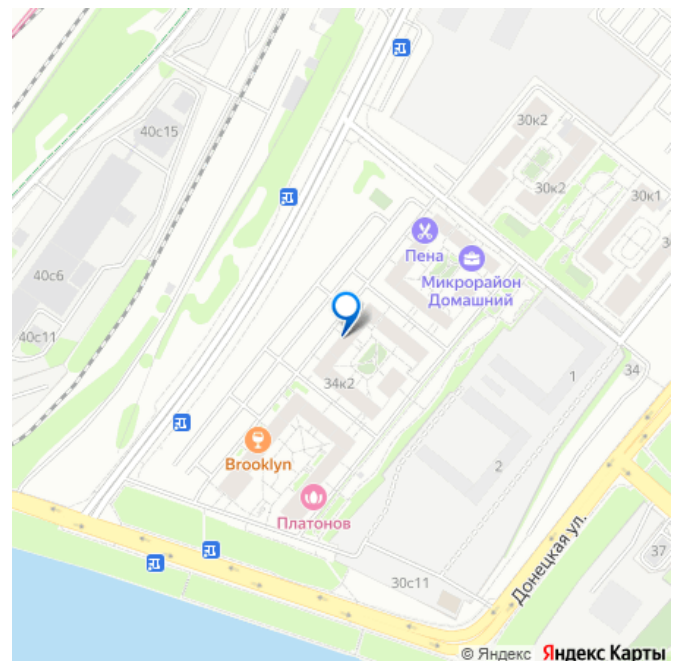 40с15
30к2
30к2
30к1
3
Пена
Микрорайон
Домашний
40с6
40с11
34к2
1
34
Brooklyn
2
Платонов
Донецкая ул.
37
30с11
© Яндекс Яндекс Карты